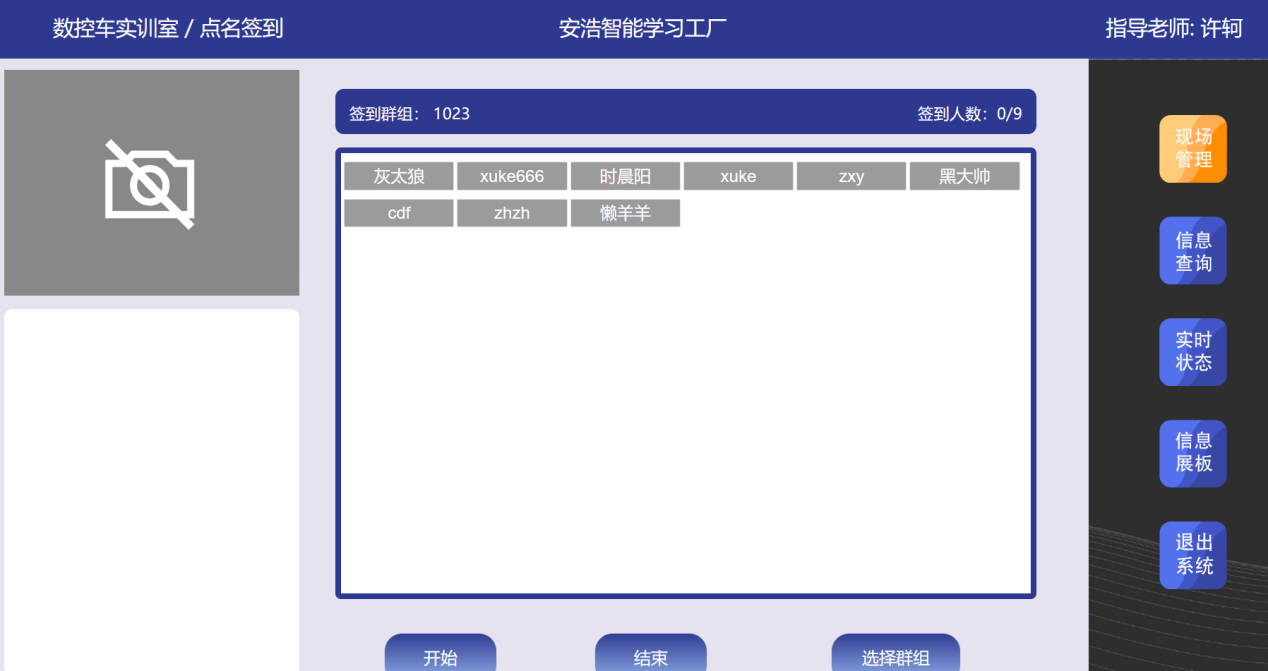 数控车实训室 / 点名签到
安浩智能学习工厂
指导老师: 许轲
签到群组： 1023
签到人数：0/9
灰太狼 xuke666 时晨阳 xuke zxy 黑大帅
cdf zhzh 懒羊羊
现场
管理
信息
查询
实时
状态
信息
展板
退出
系统
开始 结束 选择群组